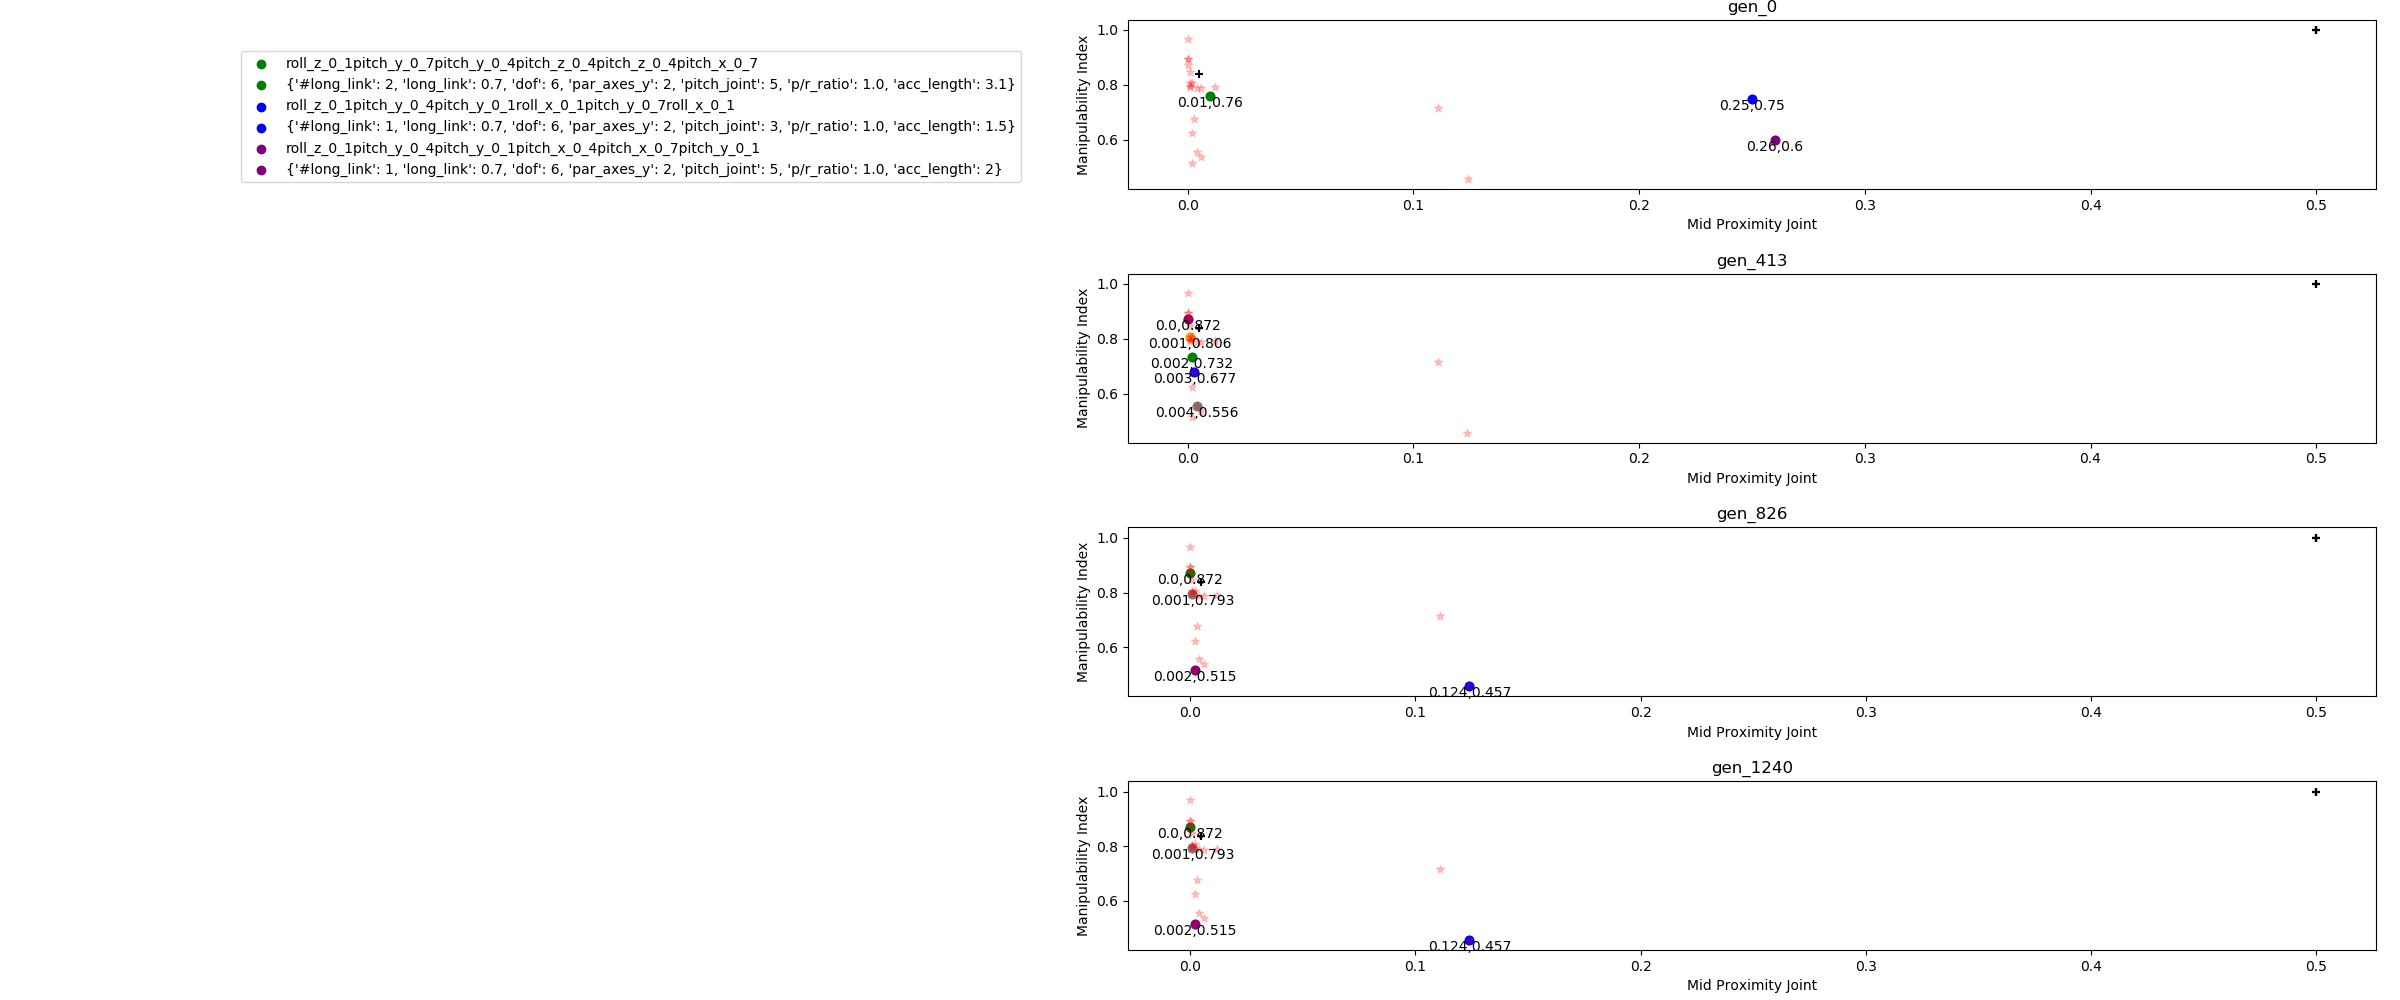 roll_z_0_1pitch_y_0_7pitch_y_0_4pitch_z_0_4pitch_z_0_4pitch_x_0_7
{'#long_link': 2, 'long_link': 0.7, 'dof': 6, 'par_axes_y': 2, 'pitch_joint': 5, 'p/r_ratio': 1.0, 'acc_length': 3.1}
roll_z_0_1pitch_y_0_4pitch_y_0_1roll_x_0_1pitch_y_0_7roll_x_0_1
{'#long_link': 1, 'long_link': 0.7, 'dof': 6, 'par_axes_y': 2, 'pitch_joint': 3, 'p/r_ratio': 1.0, 'acc_length': 1.5}
roll_z_0_1pitch_y_0_4pitch_y_0_1pitch_x_0_4pitch_x_0_7pitch_y_0_1
{'#long_link': 1, 'long_link': 0.7, 'dof': 6, 'par_axes_y': 2, 'pitch_joint': 5, 'p/r_ratio': 1.0, 'acc_length': 2}
gen_0
Manipulability Index
1.0
0.8
0.6
0.01,0.76
0.25,0.75
0.26,0.6
0.0 0.1 0.2 0.3 0.4 0.5
Mid Proximity Joint
gen_413
Manipulability Index
1.0
0.8
0.6
0.0,0.872
0.001,0.806
0.002,0.732
0.003,0.677
0.004,0.556
0.0 0.1 0.2 0.3 0.4 0.5
Mid Proximity Joint
gen_826
Manipulability Index
1.0
0.8
0.6
0.0,0.872
0.001,0.793
0.002,0.515
0.124,0.457
0.0 0.1 0.2 0.3 0.4 0.5
Mid Proximity Joint
gen_1240
Manipulability Index
1.0
0.8
0.6
0.0,0.872
0.001,0.793
0.002,0.515
0.124,0.457
0.0 0.1 0.2 0.3 0.4 0.5
Mid Proximity Joint